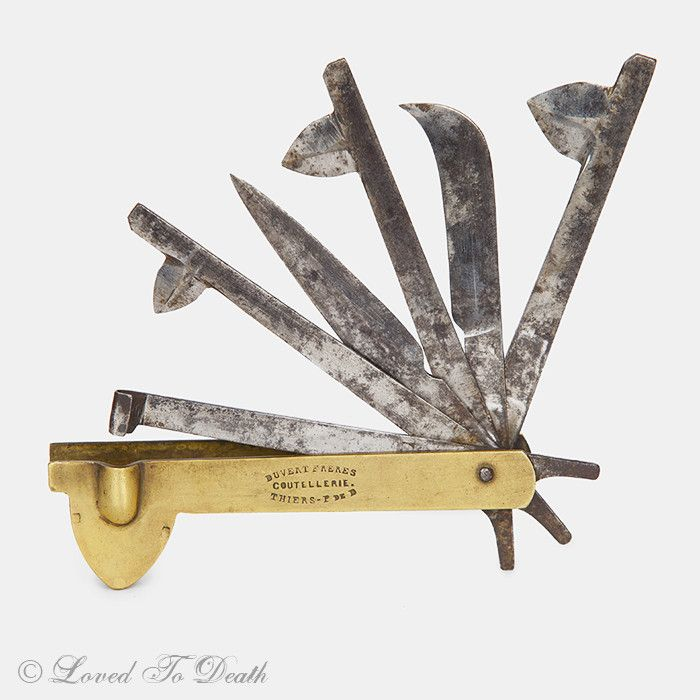 DUVERT FRERES
COUTELLERIE.
THIERS-P DE D
© Loved To Death